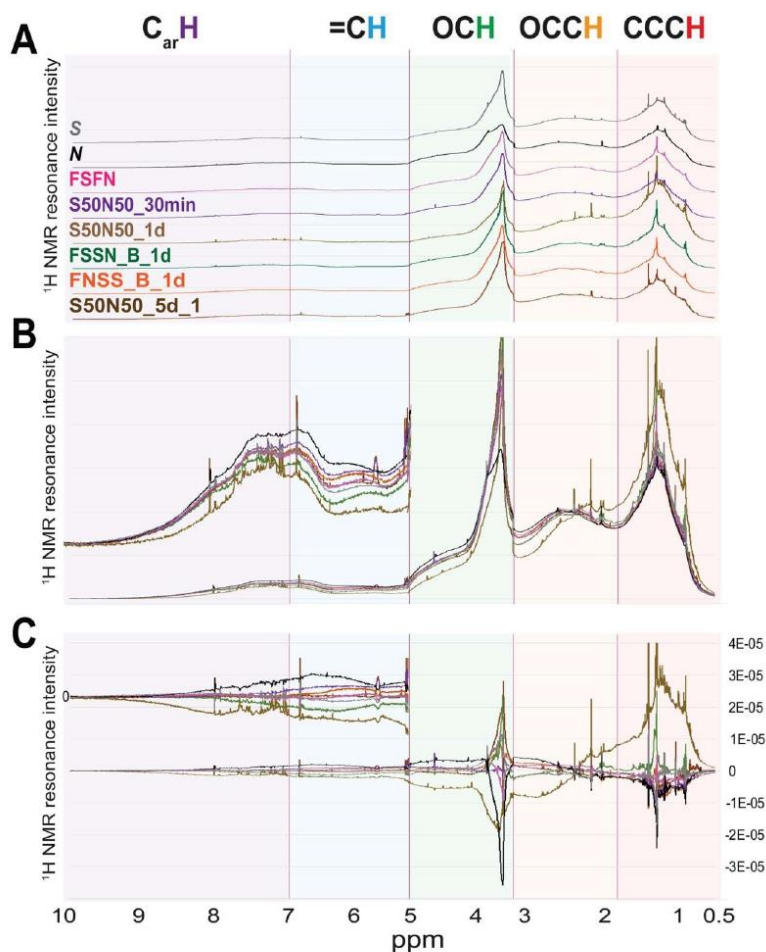 CarH =CH OCH OCCH CCCH
A
¹H NMR resonance intensity
S
N
FSFN
S50N50_30min
S50N50_1d
FSSN_B_1d
FNSS_B_1d
S50N50_5d_1
B
¹H NMR resonance intensity
C
¹H NMR resonance intensity
0
4E-05
3E-05
2E-05
1E-05
0
-1E-05
-2E-05
-3E-05
10 9 8 7 6 5 4 3 2 1 0.5
ppm